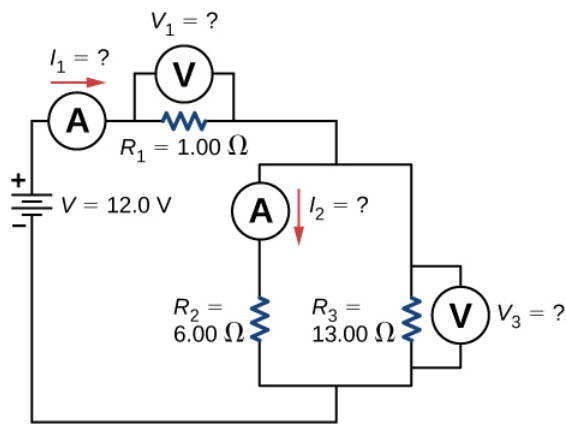 V₁ = ?
I₁ = ?
V
A
R₁ = 1.00 Ω
+
V = 12.0 V
−
A
I₂ = ?
R₂ =
6.00 Ω
R₃ =
13.00 Ω
V
V₃ = ?